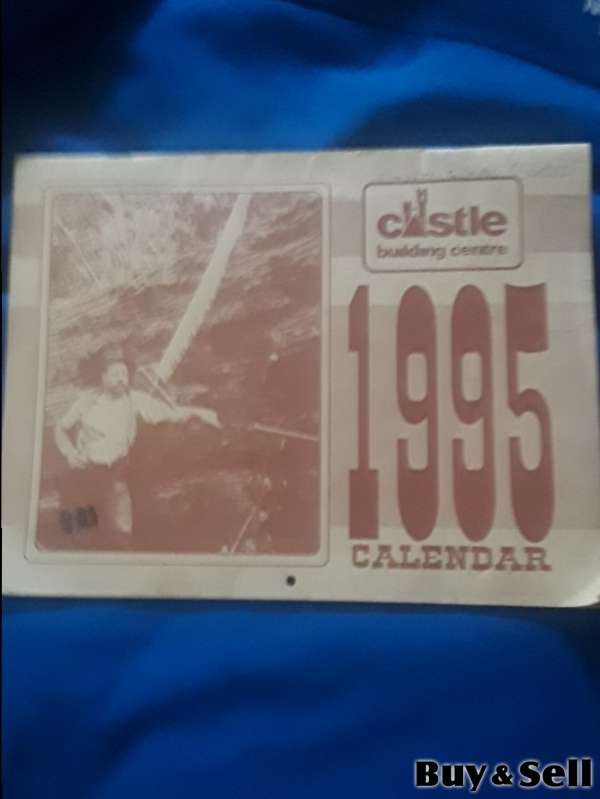 castle
building centre
1995
CALENDAR
Buy & Sell